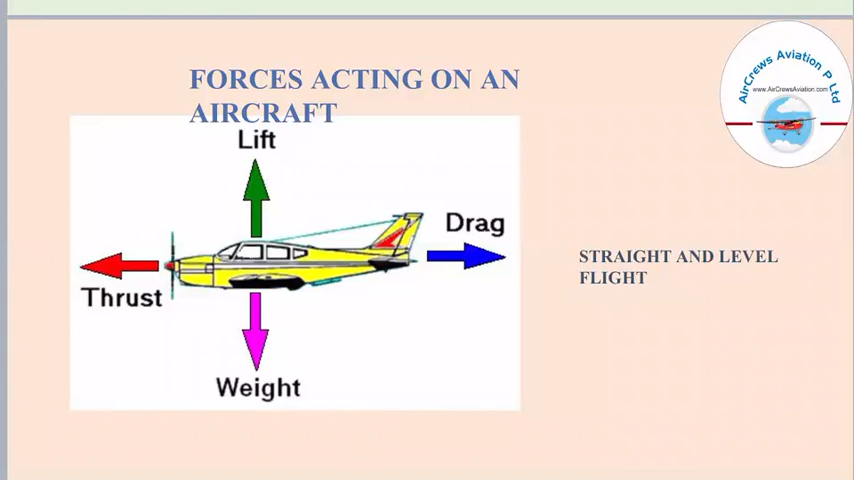 FORCES ACTING ON AN
AIRCRAFT
Lift
Drag
Thrust
Weight
STRAIGHT AND LEVEL
FLIGHT
AirCrews Aviation P Ltd
www.AirCrewsAviation.com